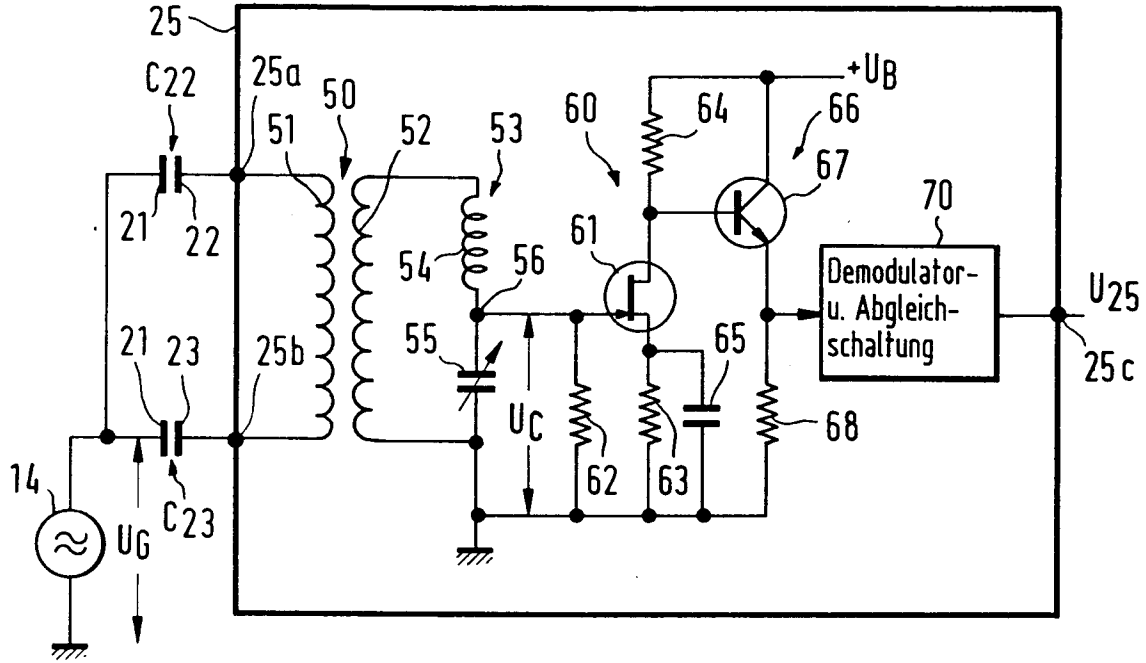 25
C22
25a
50
51
52
53
60
64
+UB
66
67
21
22
54
56
61
70
Demodulator-
u. Abgleich-
schaltung
U25
25c
21
23
25b
55
UC
65
68
62
63
14
UG
C23